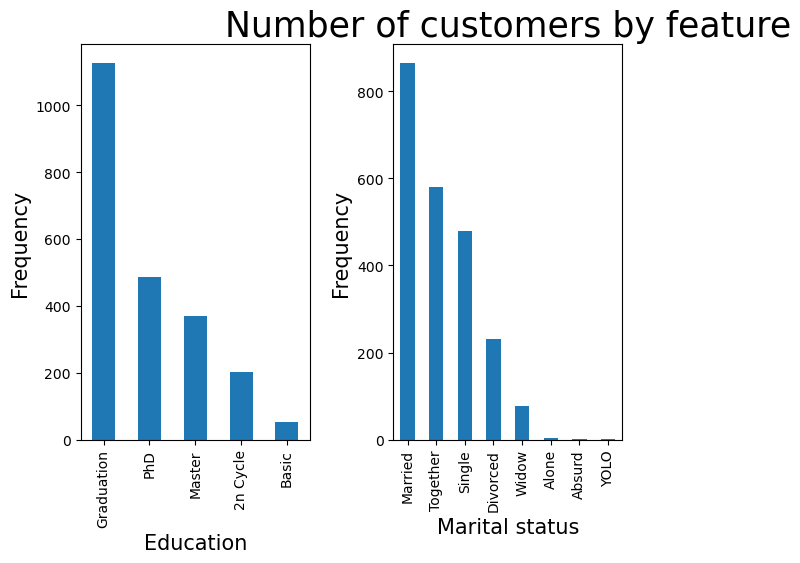 Number of customers by feature
1000
800
600
400
200
0
Frequency
Graduation
PhD
Master
2n Cycle
Basic
Education
800
600
400
200
0
Frequency
Married
Together
Single
Divorced
Widow
Alone
Absurd
YOLO
Marital status